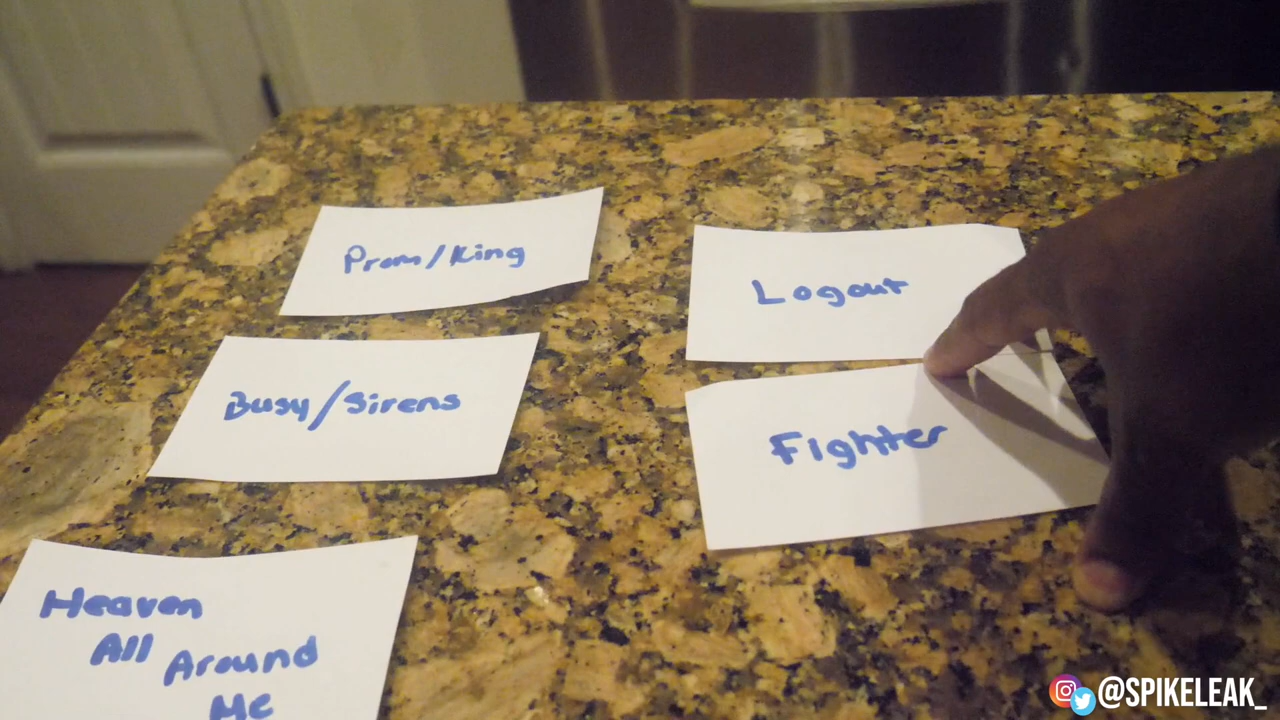 Prom/King
Logout
Busy/Sirens
Fighter
Heaven
All
Around
Me
@SPIKELEAK_